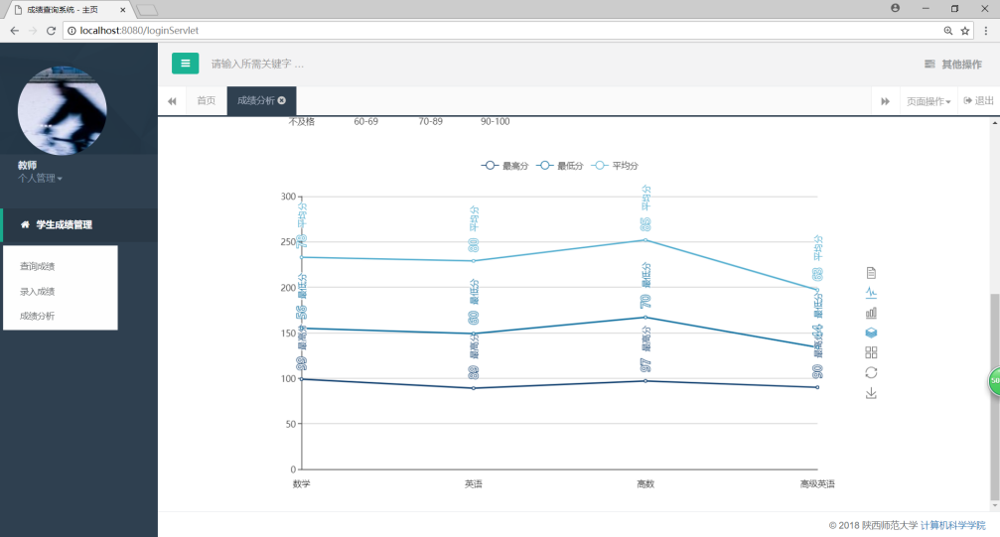 成绩查询系统 - 主页
localhost:8080/loginServlet
请输入所需关键字 ...
其他操作
首页
成绩分析
页面操作
退出
教师
个人管理
学生成绩管理
查询成绩
录入成绩
成绩分析
不及格 60-69 70-89 90-100
最高分 最低分 平均分
300
250
200
150
100
50
0
平均分
80 平均分
85 平均分
平均分
56 最低分
60 最低分
70 最低分
44 最低分
99 最高分
89 最高分
97 最高分
90 最高分
数学 英语 高数 高级英语
© 2018 陕西师范大学 计算机科学学院